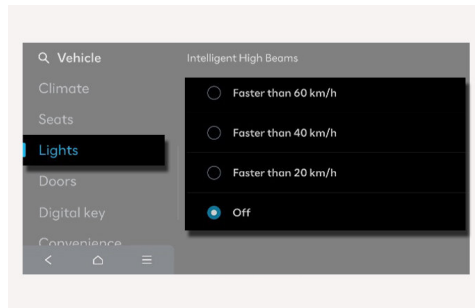 Vehicle
Intelligent High Beams
Climate
Faster than 60 km/h
Seats
Faster than 40 km/h
Lights
Faster than 20 km/h
Doors
Digital key
Off
Convenience